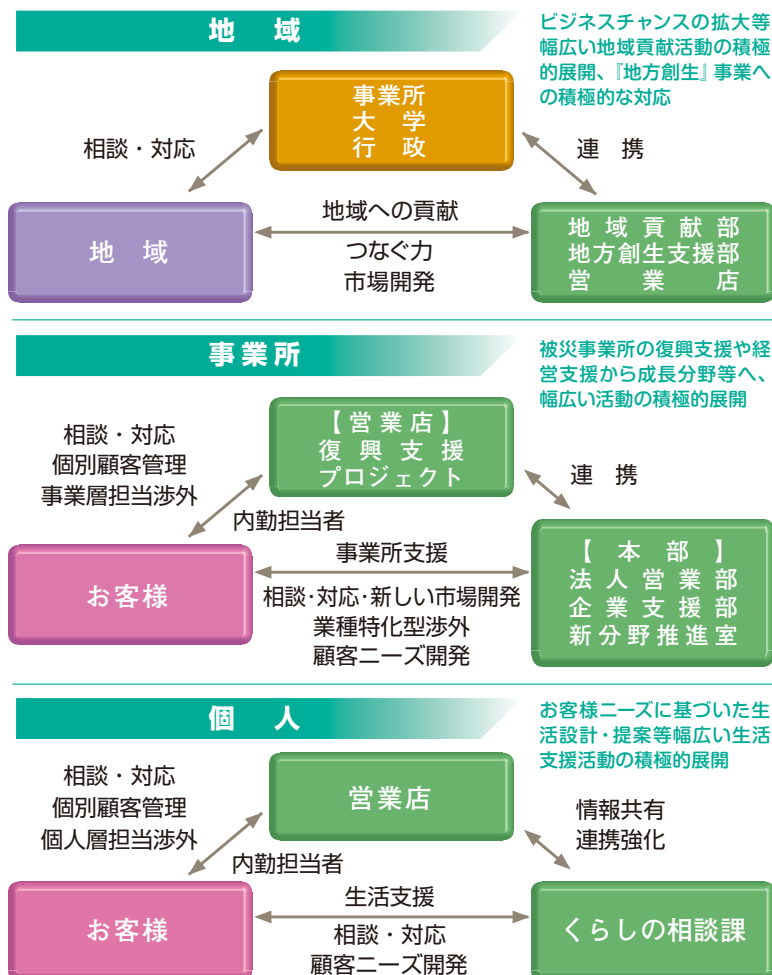 地 域
ビジネスチャンスの拡大等
幅広い地域貢献活動の積極
的展開、『地方創生』事業へ
の積極的な対応
事業所
大 学
行 政
相談・対応
連 携
地 域
地域への貢献
つなぐ力
市場開発
地域貢献部
地方創生支援部
営業店
事業所
被災事業所の復興支援や経
営支援から成長分野等へ、
幅広い活動の積極的展開
【営業店】
復興支援
プロジェクト
相談・対応
個別顧客管理
事業層担当渉外
内勤担当者
連 携
お客様
事業所支援
相談・対応・新しい市場開発
業種特化型渉外
顧客ニーズ開発
【本部】
法人営業部
企業支援部
新分野推進室
個 人
お客様ニーズに基づいた生
活設計・提案等幅広い生活
支援活動の積極的展開
営業店
相談・対応
個別顧客管理
個人層担当渉外
内勤担当者
情報共有
連携強化
お客様
生活支援
相談・対応
顧客ニーズ開発
くらしの相談課